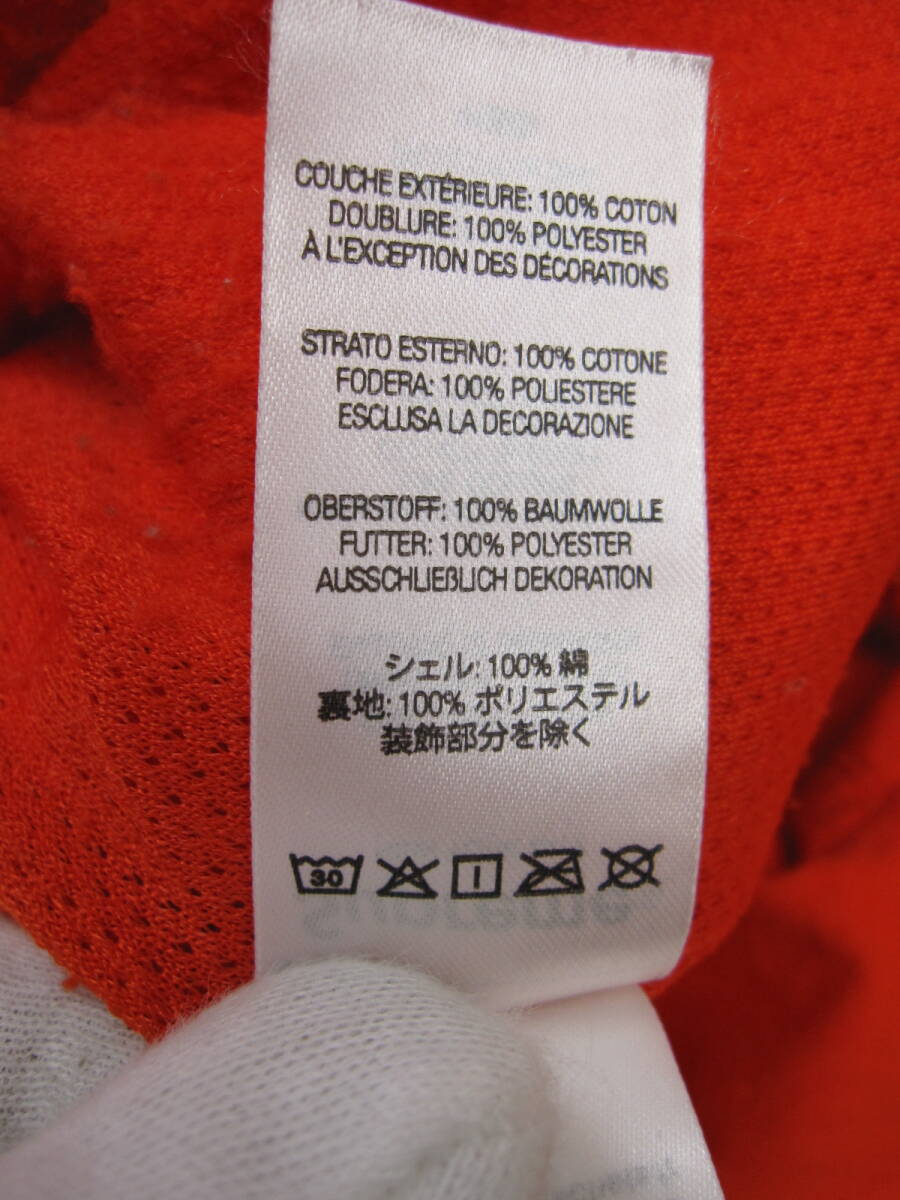 COUCHE EXTÉRIEURE: 100% COTON
DOUBLURE: 100% POLYESTER
À L'EXCEPTION DES DÉCORATIONS
STRATO ESTERNO: 100% COTONE
FODERA: 100% POLIESTERE
ESCLUSA LA DECORAZIONE
OBERSTOFF: 100% BAUMWOLLE
FUTTER: 100% POLYESTER
AUSSCHLIEßLICH DEKORATION
シェル: 100% 綿
裏地: 100% ポリエステル
装飾部分を除く
30